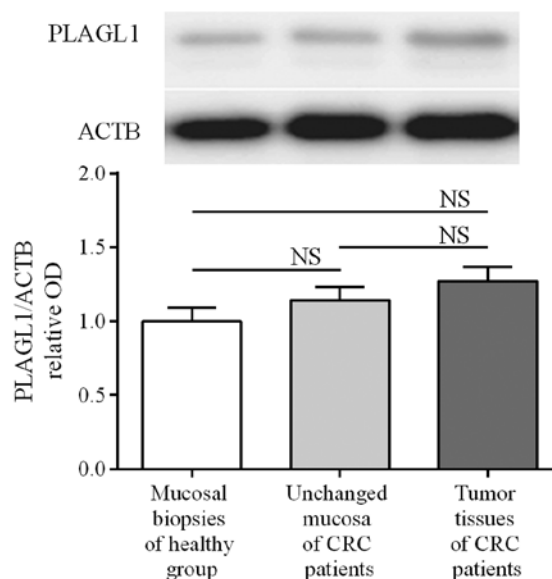 PLAGL1
ACTB
2.0
1.5
1.0
0.5
0.0
PLAGL1/ACTB
relative OD
NS
NS
NS
Mucosal
biopsies
of healthy
group
Unchanged
mucosa
of CRC
patients
Tumor
tissues
of CRC
patients